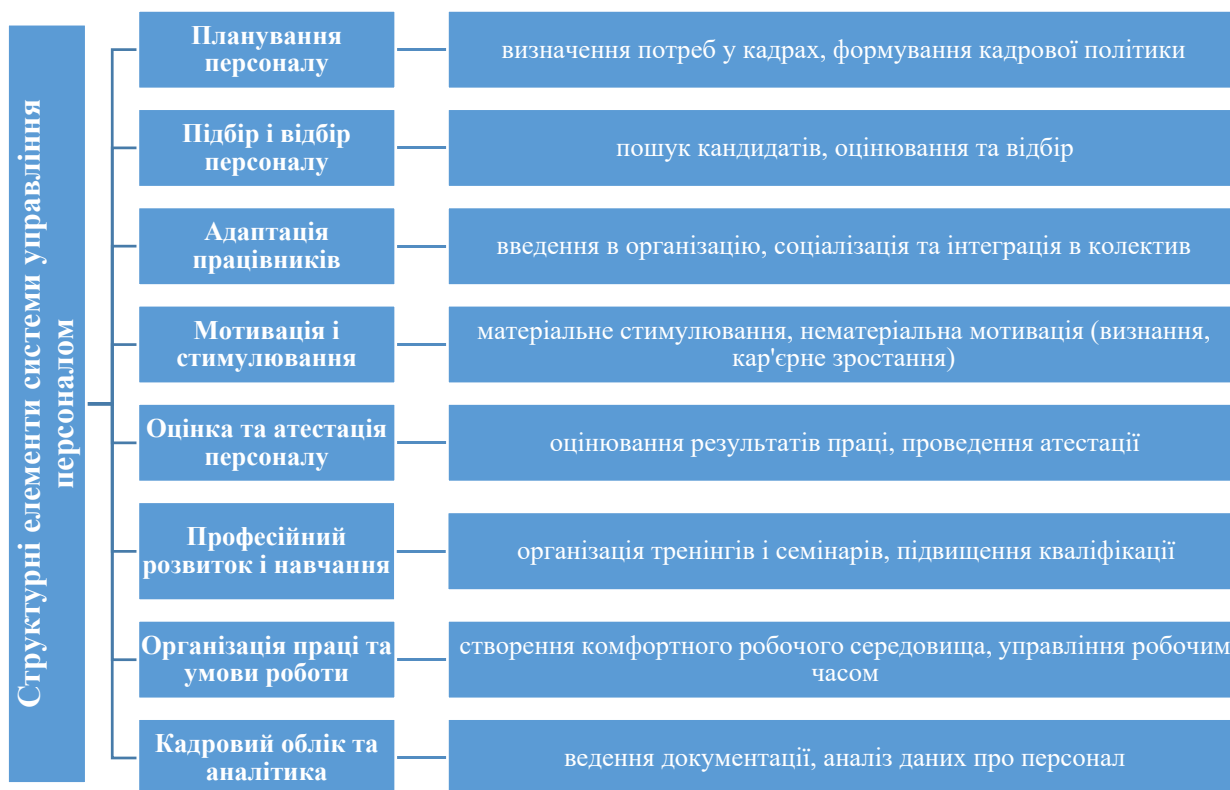 Структурні елементи системи управління
персоналом
Планування
персоналу
визначення потреб у кадрах, формування кадрової політики
Підбір і відбір
персоналу
пошук кандидатів, оцінювання та відбір
Адаптація
працівників
введення в організацію, соціалізація та інтеграція в колектив
Мотивація і
стимулювання
матеріальне стимулювання, нематеріальна мотивація (визнання,
кар'єрне зростання)
Оцінка та атестація
персоналу
оцінювання результатів праці, проведення атестації
Професійний
розвиток і навчання
організація тренінгів і семінарів, підвищення кваліфікації
Організація праці та
умови роботи
створення комфортного робочого середовища, управління робочим
часом
Кадровий облік та
аналітика
ведення документації, аналіз даних про персонал